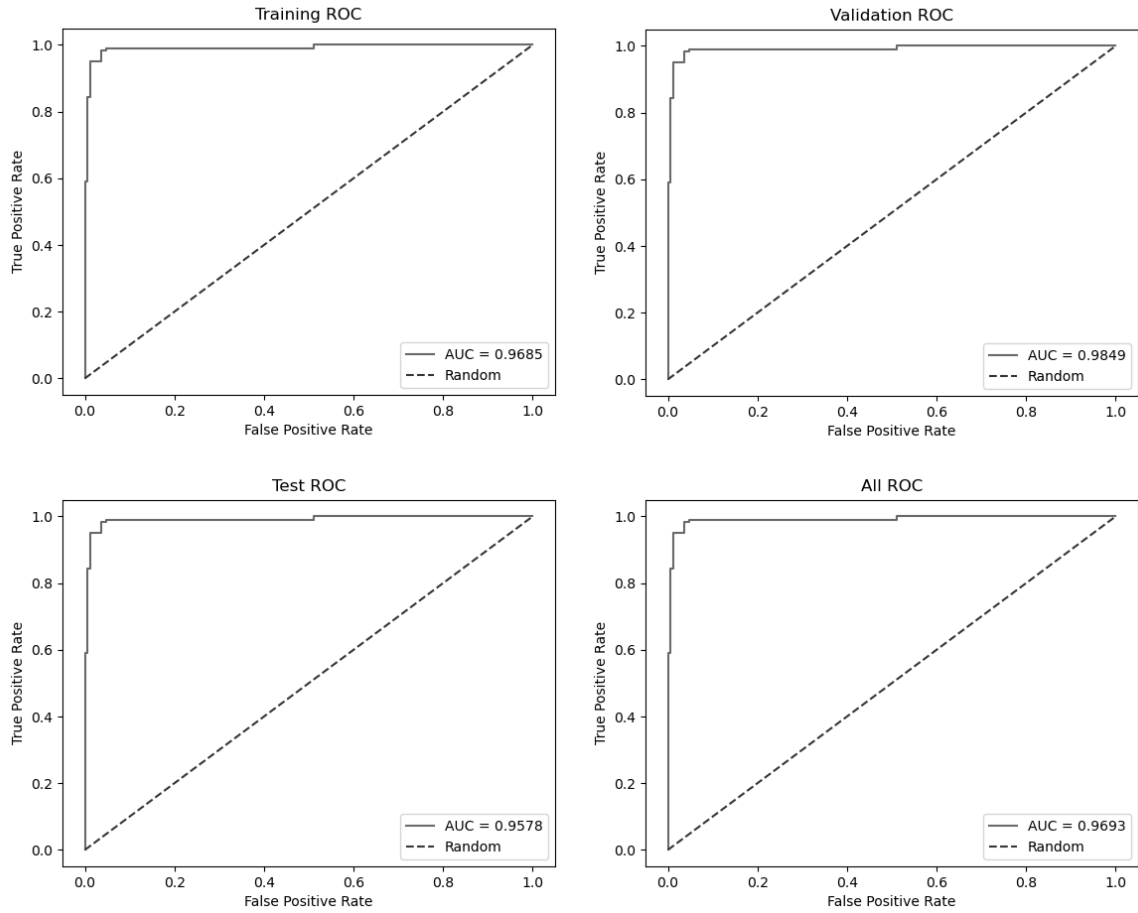 Training ROC
True Positive Rate
1.0
0.8
0.6
0.4
0.2
0.0
AUC = 0.9685
Random
0.0 0.2 0.4 0.6 0.8 1.0
False Positive Rate
Validation ROC
True Positive Rate
1.0
0.8
0.6
0.4
0.2
0.0
AUC = 0.9849
Random
0.0 0.2 0.4 0.6 0.8 1.0
False Positive Rate
Test ROC
True Positive Rate
1.0
0.8
0.6
0.4
0.2
0.0
AUC = 0.9578
Random
0.0 0.2 0.4 0.6 0.8 1.0
False Positive Rate
All ROC
True Positive Rate
1.0
0.8
0.6
0.4
0.2
0.0
AUC = 0.9693
Random
0.0 0.2 0.4 0.6 0.8 1.0
False Positive Rate